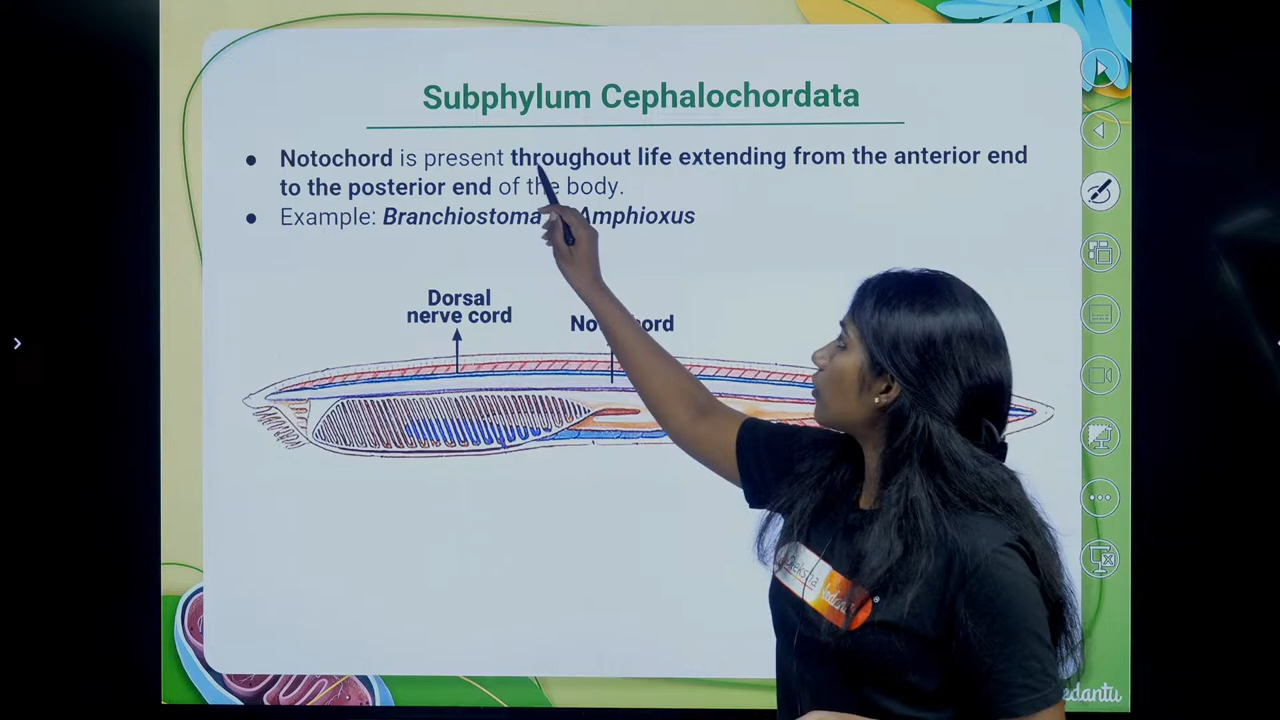 Subphylum Cephalochordata
● Notochord is present throughout life extending from the anterior end
to the posterior end of the body.
● Example: Branchiostoma Amphioxus
Dorsal
nerve cord